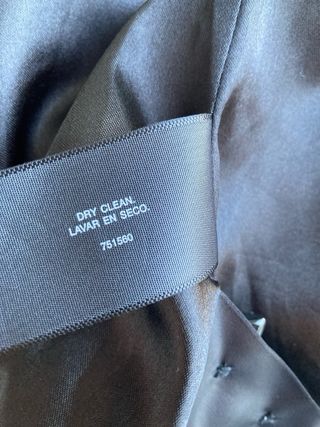 DRY CLEAN.
LAVAR EN SECO.
751560